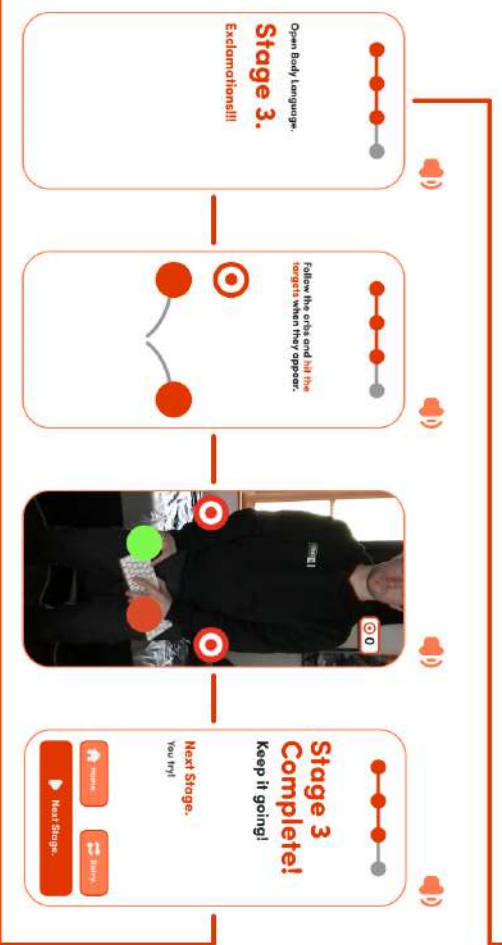 Open Body Language.
Stage 3.
Exclamations!!!
Follow the orbs and hit the
targets when they appear.
0
Stage 3
Complete!
Keep it going!
Next Stage.
You try!
Home.
Retry.
Next Stage.